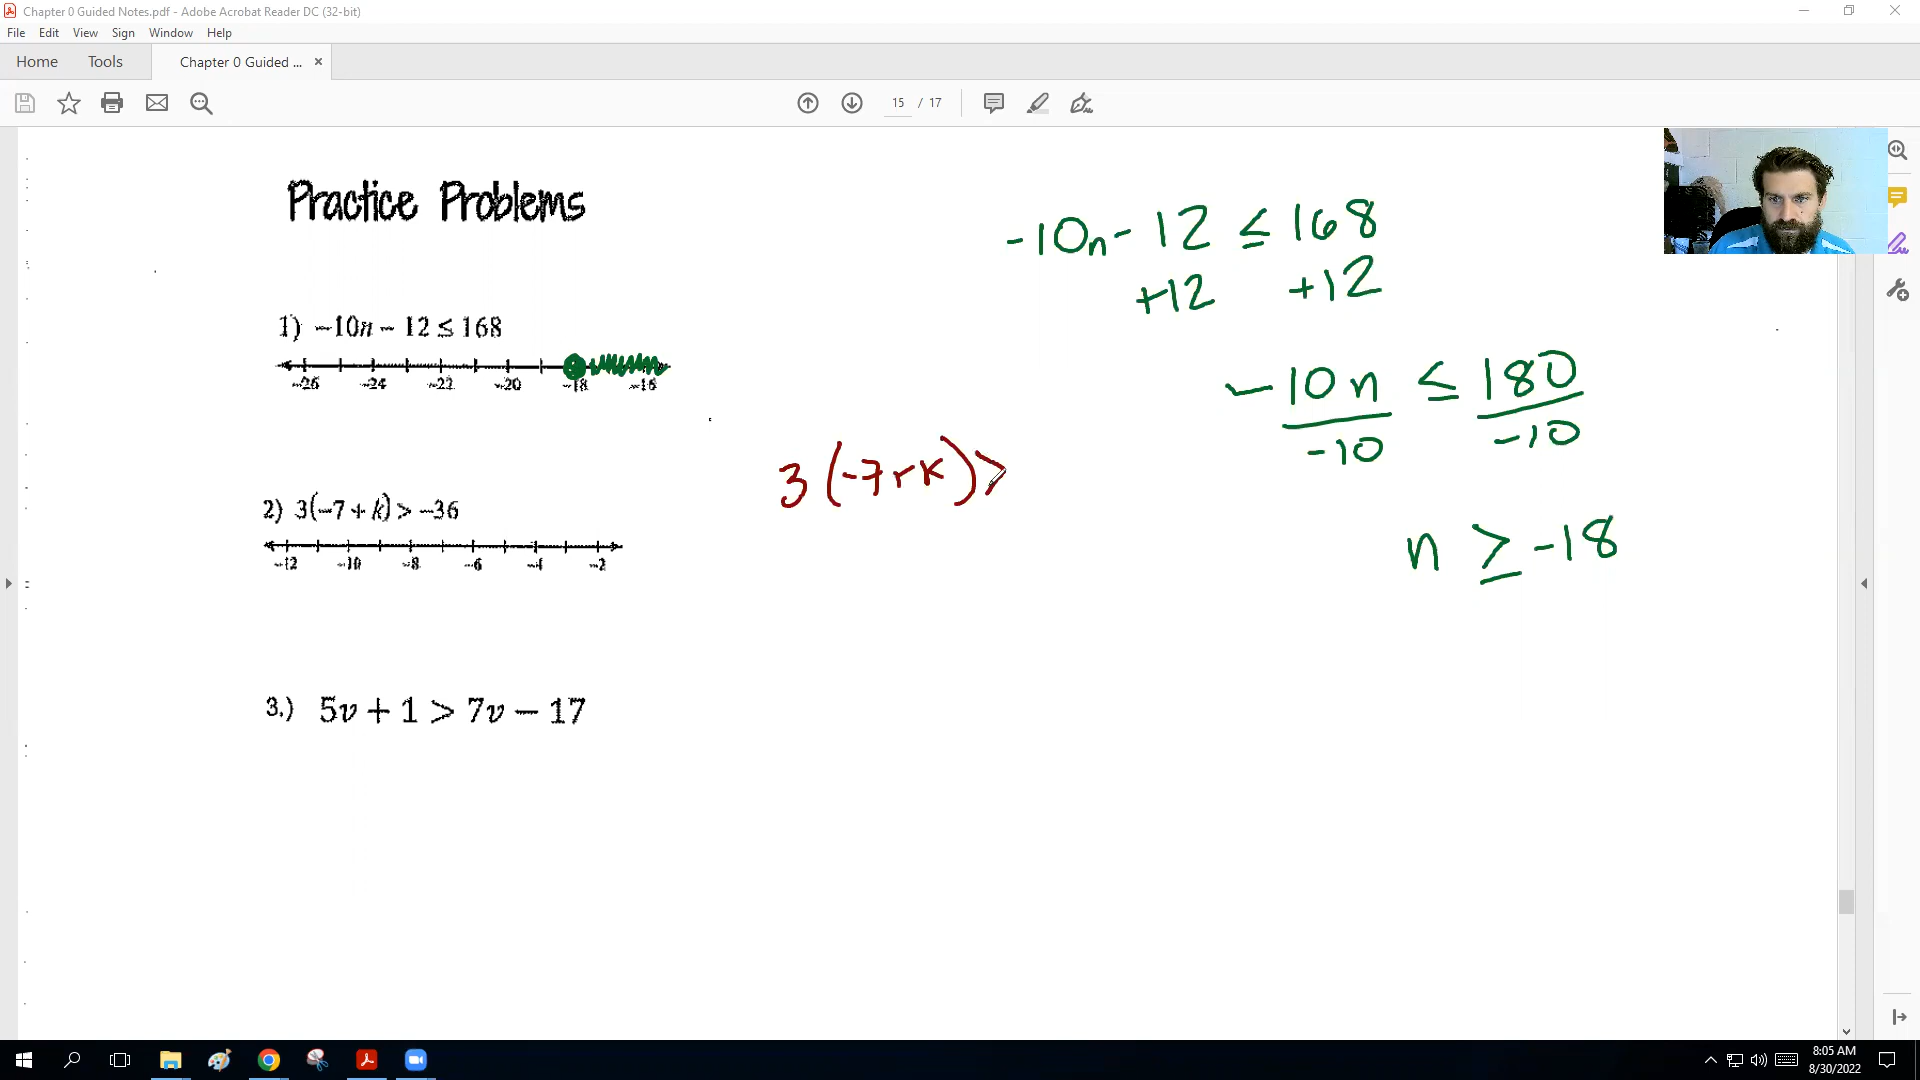 Chapter 0 Guided Notes.pdf - Adobe Acrobat Reader DC (32-bit)
File Edit View Sign Window Help
Home Tools Chapter 0 Guided ... ×
15 / 17
Practice Problems
-10n - 12 ≤ 168
+12 +12
1) -10n - 12 ≤ 168
-26 -24 -22 -20 -18 -16
-10n ≤ 180
-10 -10
3(-7+k)>
2) 3(-7 + k) > -36
-12 -10 -8 -6 -4 -2
n ≥ -18
3.) 5v + 1 > 7v - 17
8:05 AM
8/30/2022